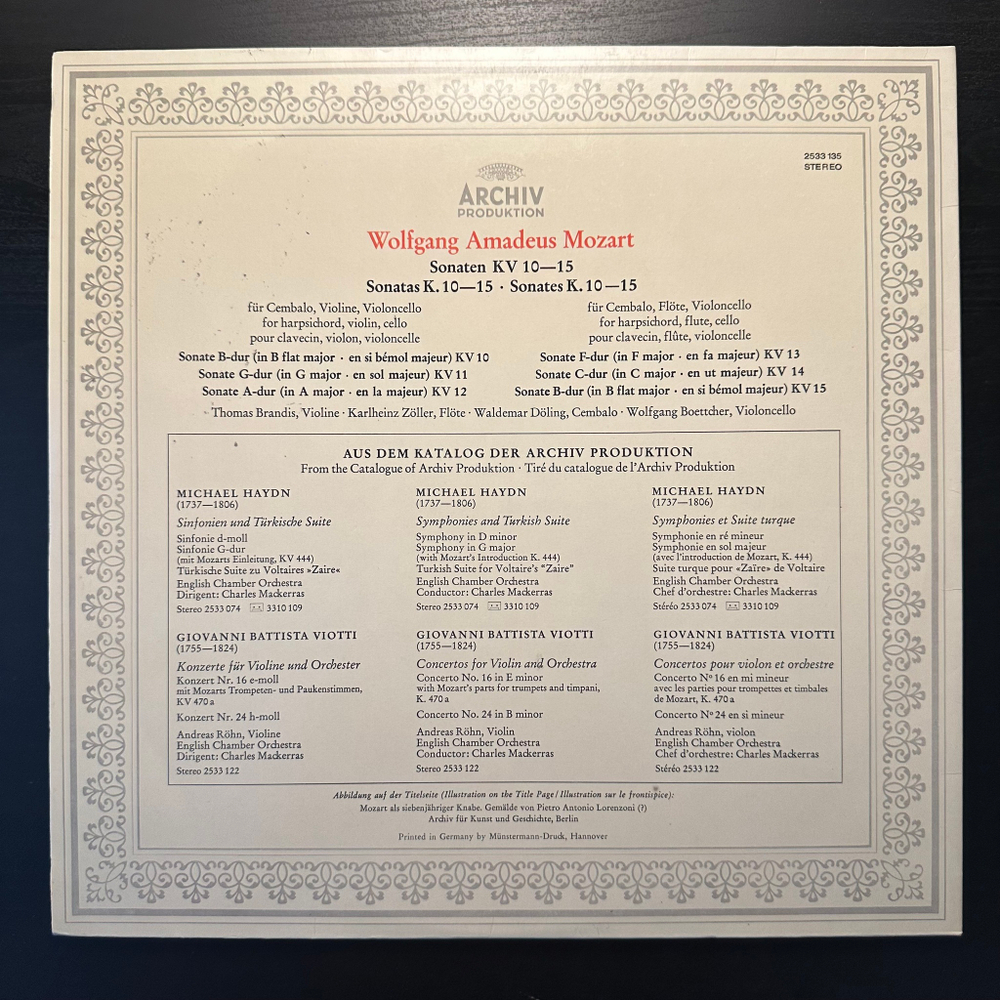 2533 135
STEREO
ARCHIV
PRODUKTION
Wolfgang Amadeus Mozart
Sonaten KV 10—15
Sonatas K. 10—15 · Sonates K. 10—15
für Cembalo, Violine, Violoncello
for harpsichord, violin, cello
pour clavecin, violon, violoncelle
Sonate B-dur (in B flat major · en si bémol majeur) KV 10
Sonate G-dur (in G major · en sol majeur) KV 11
Sonate A-dur (in A major · en la majeur) KV 12
für Cembalo, Flöte, Violoncello
for harpsichord, flute, cello
pour clavecin, flûte, violoncelle
Sonate F-dur (in F major · en fa majeur) KV 13
Sonate C-dur (in C major · en ut majeur) KV 14
Sonate B-dur (in B flat major · en si bémol majeur) KV 15
Thomas Brandis, Violine · Karlheinz Zöller, Flöte · Waldemar Döling, Cembalo · Wolfgang Boettcher, Violoncello
AUS DEM KATALOG DER ARCHIV PRODUKTION
From the Catalogue of Archiv Produktion · Tiré du catalogue de l'Archiv Produktion
MICHAEL HAYDN
(1737—1806)
Sinfonien und Türkische Suite
Sinfonie d-moll
Sinfonie G-dur
(mit Mozarts Einleitung, KV 444)
Türkische Suite zu Voltaires »Zaire«
English Chamber Orchestra
Dirigent: Charles Mackerras
Stereo 2533 074 3310 109
MICHAEL HAYDN
(1737—1806)
Symphonies and Turkish Suite
Symphony in D minor
Symphony in G major
(with Mozart's Introduction K. 444)
Turkish Suite for Voltaire's "Zaire"
English Chamber Orchestra
Conductor: Charles Mackerras
Stereo 2533 074 3310 109
MICHAEL HAYDN
(1737—1806)
Symphonies et Suite turque
Symphonie en ré mineur
Symphonie en sol majeur
(avec l'introduction de Mozart, K. 444)
Suite turque pour «Zaïre» de Voltaire
English Chamber Orchestra
Chef d'orchestre: Charles Mackerras
Stéréo 2533 074 3310 109
GIOVANNI BATTISTA VIOTTI
(1755—1824)
Konzerte für Violine und Orchester
Konzert Nr. 16 e-moll
mit Mozarts Trompeten- und Paukenstimmen,
KV 470a
Konzert Nr. 24 h-moll
Andreas Röhn, Violine
English Chamber Orchestra
Dirigent: Charles Mackerras
Stereo 2533 122
GIOVANNI BATTISTA VIOTTI
(1755—1824)
Concertos for Violin and Orchestra
Concerto No. 16 in E minor
with Mozart's parts for trumpets and timpani,
K. 470a
Concerto No. 24 in B minor
Andreas Röhn, Violin
English Chamber Orchestra
Conductor: Charles Mackerras
Stereo 2533 122
GIOVANNI BATTISTA VIOTTI
(1755—1824)
Concertos pour violon et orchestre
Concerto Nº 16 en mi mineur
avec les parties pour trompettes et timbales
de Mozart, K. 470a
Concerto Nº 24 en si mineur
Andreas Röhn, violon
English Chamber Orchestra
Chef d'orchestre: Charles Mackerras
Stéréo 2533 122
Abbildung auf der Titelseite (Illustration on the Title Page / Illustration sur le frontispice):
Mozart als siebenjähriger Knabe. Gemälde von Pietro Antonio Lorenzoni (?)
Archiv für Kunst und Geschichte, Berlin
Printed in Germany by Münstermann-Druck, Hannover